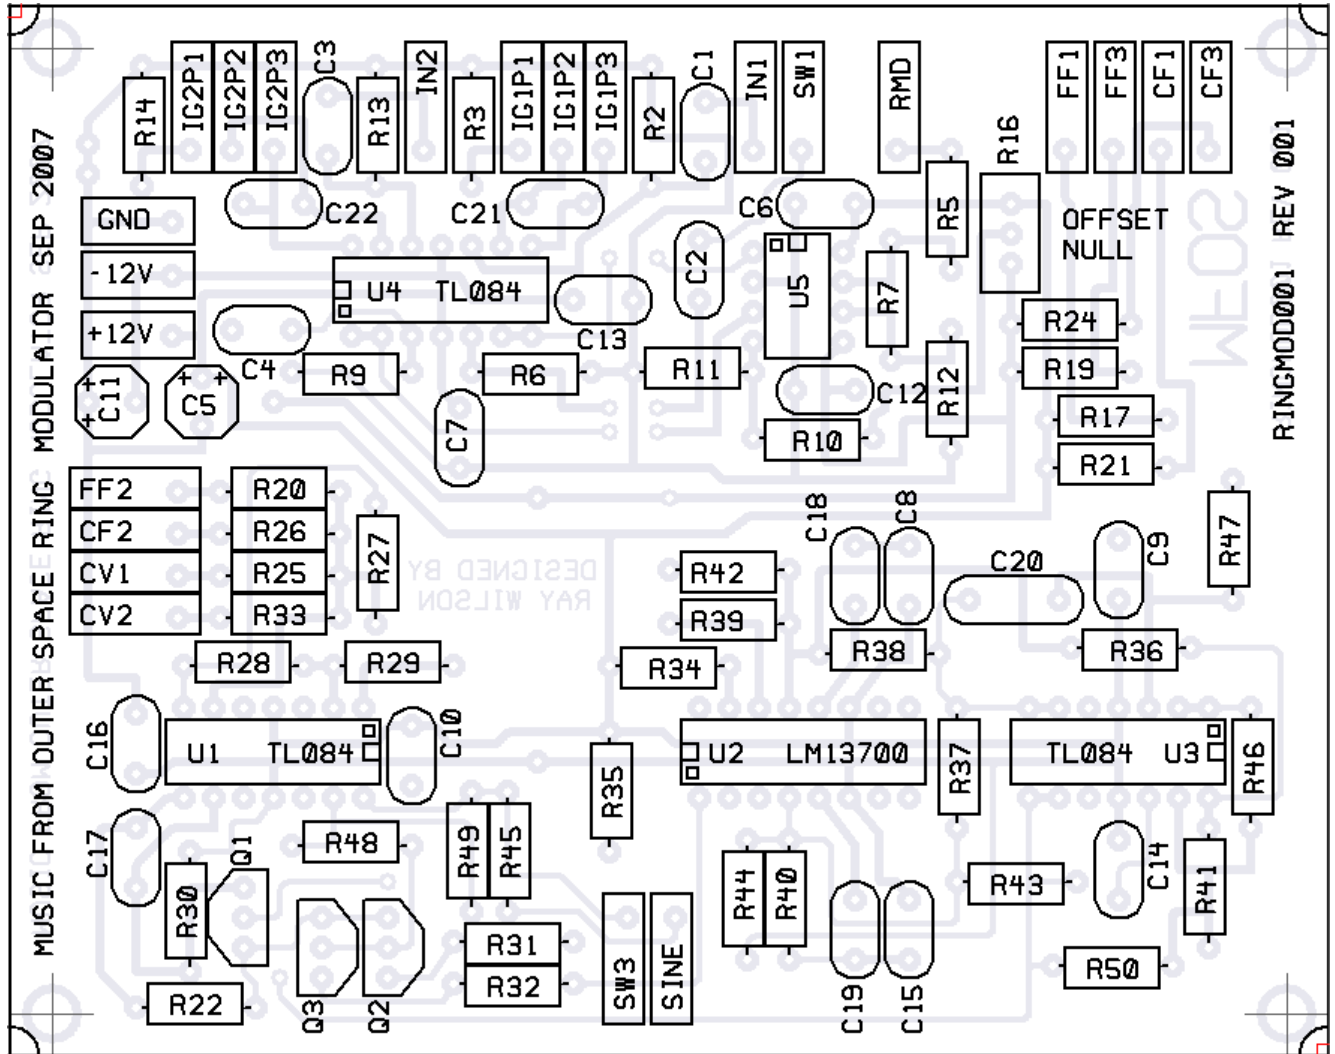 R14
IG2P1
IG2P2
IG2P3
C3
R13
IN2
R3
IG1P1
IG1P2
IG1P3
R2
C1
IN1
SW1
RMD
R16
FF1
FF3
CF1
CF3
GND
C22
C21
C6
R5
OFFSET
NULL
-12V
U4 TL084
C2
U5
R7
+12V
C4
C13
R24
C11
C5
R9
R6
R11
C12
R12
R19
C7
R10
R17
R21
FF2
R20
CF2
R26
CV1
R25
CV2
R33
R27
DESIGNED BY
RAY WILSON
R42
R39
C18
C8
C20
C9
R47
R28
R29
R34
R38
R36
C16
U1 TL084
C10
R35
U2 LM13700
R37
TL084 U3
R46
C17
R30
Q1
R48
R49
R45
R44
R40
R43
C14
R41
R22
Q3
Q2
R31
R32
SW3
SINE
C19
C15
R50
MUSIC FROM OUTER SPACE RING MODULATOR SEP 2007
RINGMOD001 REV 001
MFOS